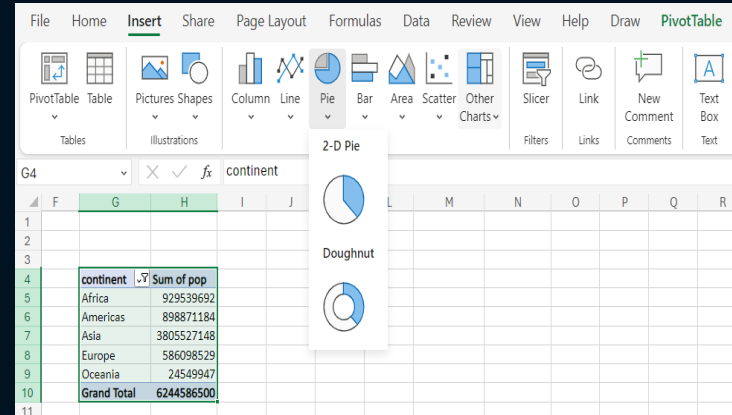 File Home Insert Share Page Layout Formulas Data Review View Help Draw PivotTable
PivotTable Table Pictures Shapes Column Line Pie Bar Area Scatter Other Charts Slicer Link New Comment Text Box
Tables Illustrations Filters Links Comments Text
2-D Pie
Doughnut
G4 fx continent
F G H I J L M N O P Q R
1
2
3
4 continent Sum of pop
5 Africa 929539692
6 Americas 898871184
7 Asia 3805527148
8 Europe 586098529
9 Oceania 24549947
10 Grand Total 6244586500
11